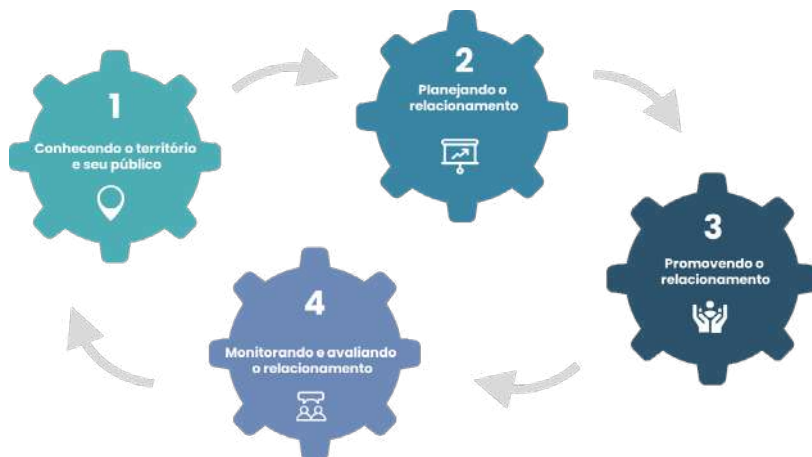 1
Conhecendo o território
e seu público
2
Planejando o
relacionamento
3
Promovendo o
relacionamento
4
Monitorando e avaliando
o relacionamento